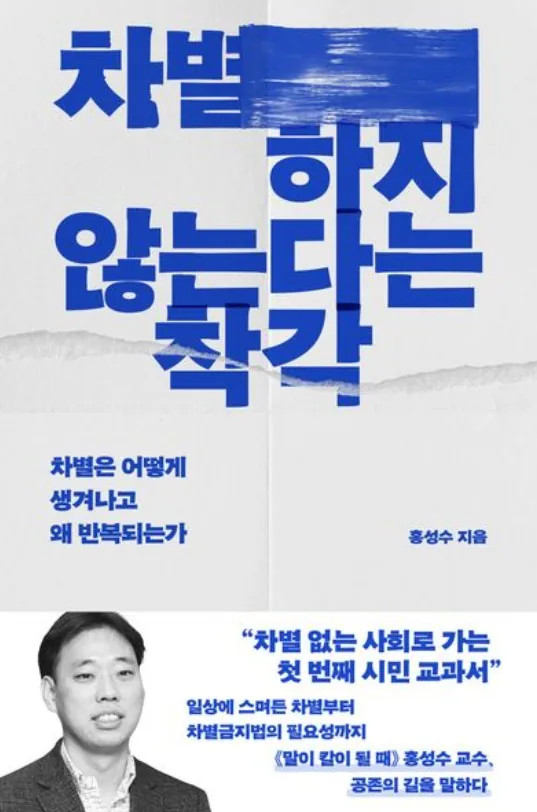 차별
하지
않는다는
착각
차별은 어떻게
생겨나고
왜 반복되는가
홍성수 지음
“차별 없는 사회로 가는
첫 번째 시민 교과서”
일상에 스며든 차별부터
차별금지법의 필요성까지
《말이 칼이 될 때》 홍성수 교수,
공존의 길을 말하다